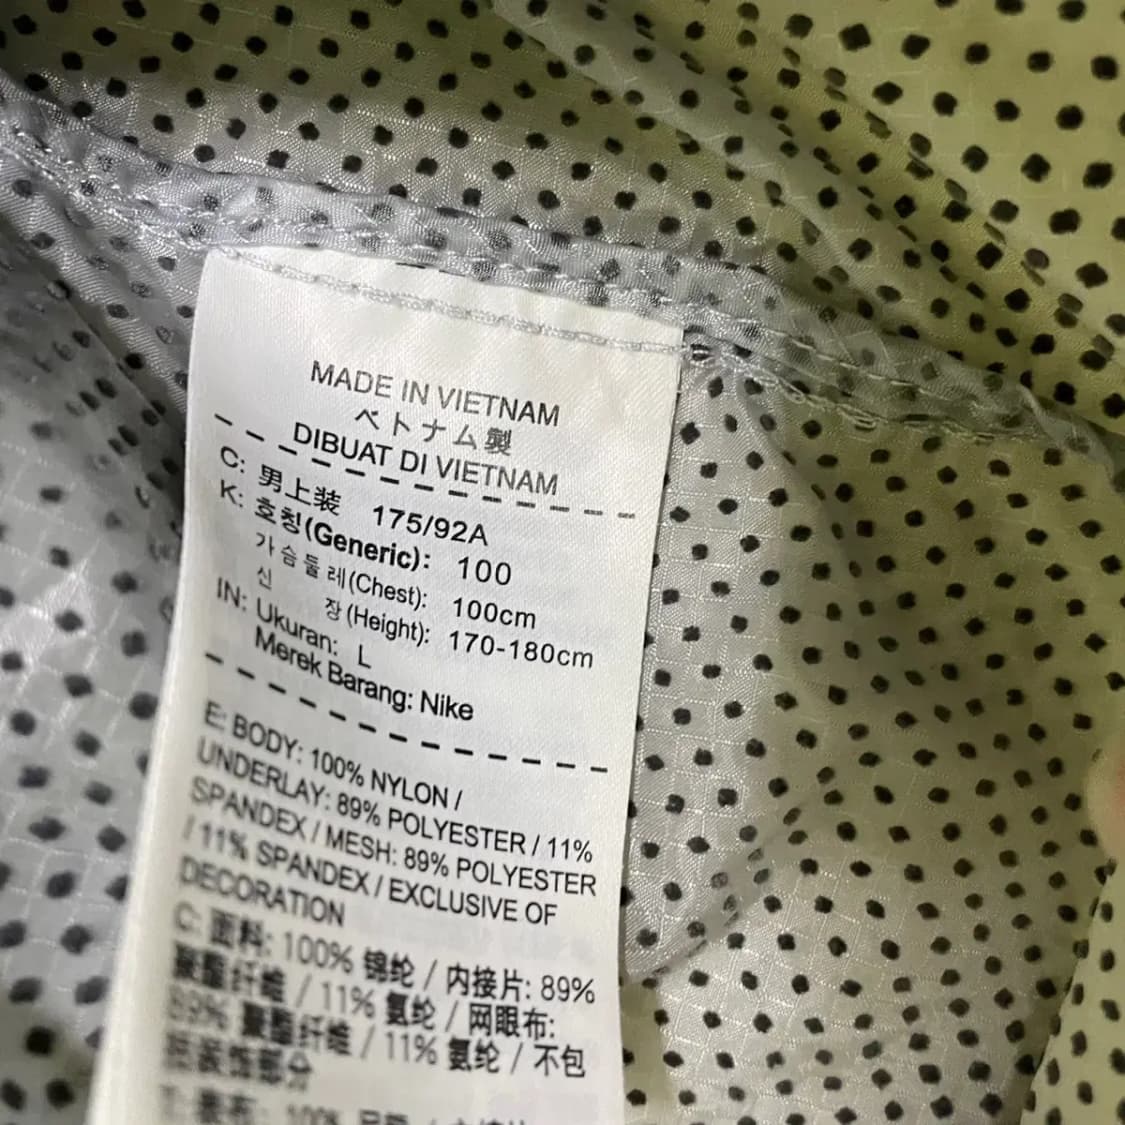 MADE IN VIETNAM
ベトナム製
DIBUAT DI VIETNAM
C: 男上装 175/92A
K: 호칭(Generic): 100
가슴둘레(Chest): 100cm
신 장(Height): 170-180cm
IN: Ukuran: L
Merek Barang: Nike
E: BODY: 100% NYLON /
UNDERLAY: 89% POLYESTER / 11%
SPANDEX / MESH: 89% POLYESTER
/ 11% SPANDEX / EXCLUSIVE OF
DECORATION
C: 面料: 100% 锦纶 / 内接片: 89%
聚酯纤维 / 11% 氨纶 / 网眼布:
89% 聚酯纤维 / 11% 氨纶 / 不包
括装饰部分
100%